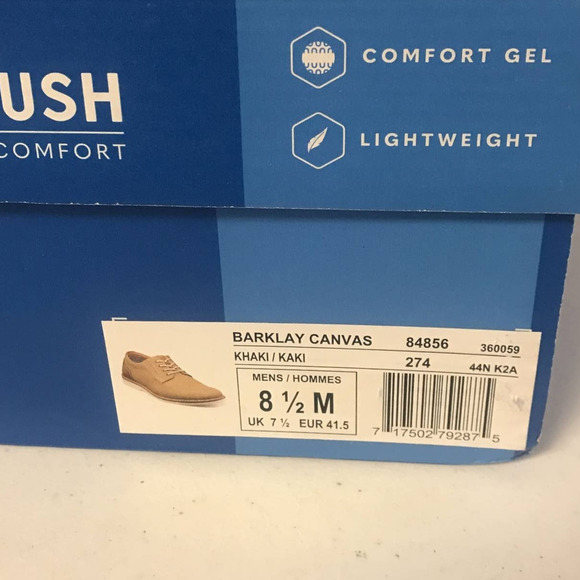 USH
COMFORT
COMFORT GEL
LIGHTWEIGHT
BARKLAY CANVAS 84856 360059
KHAKI / KAKI 274 44N K2A
MENS / HOMMES
8 ½ M
UK 7 ½ EUR 41.5
7 17502 79287 5